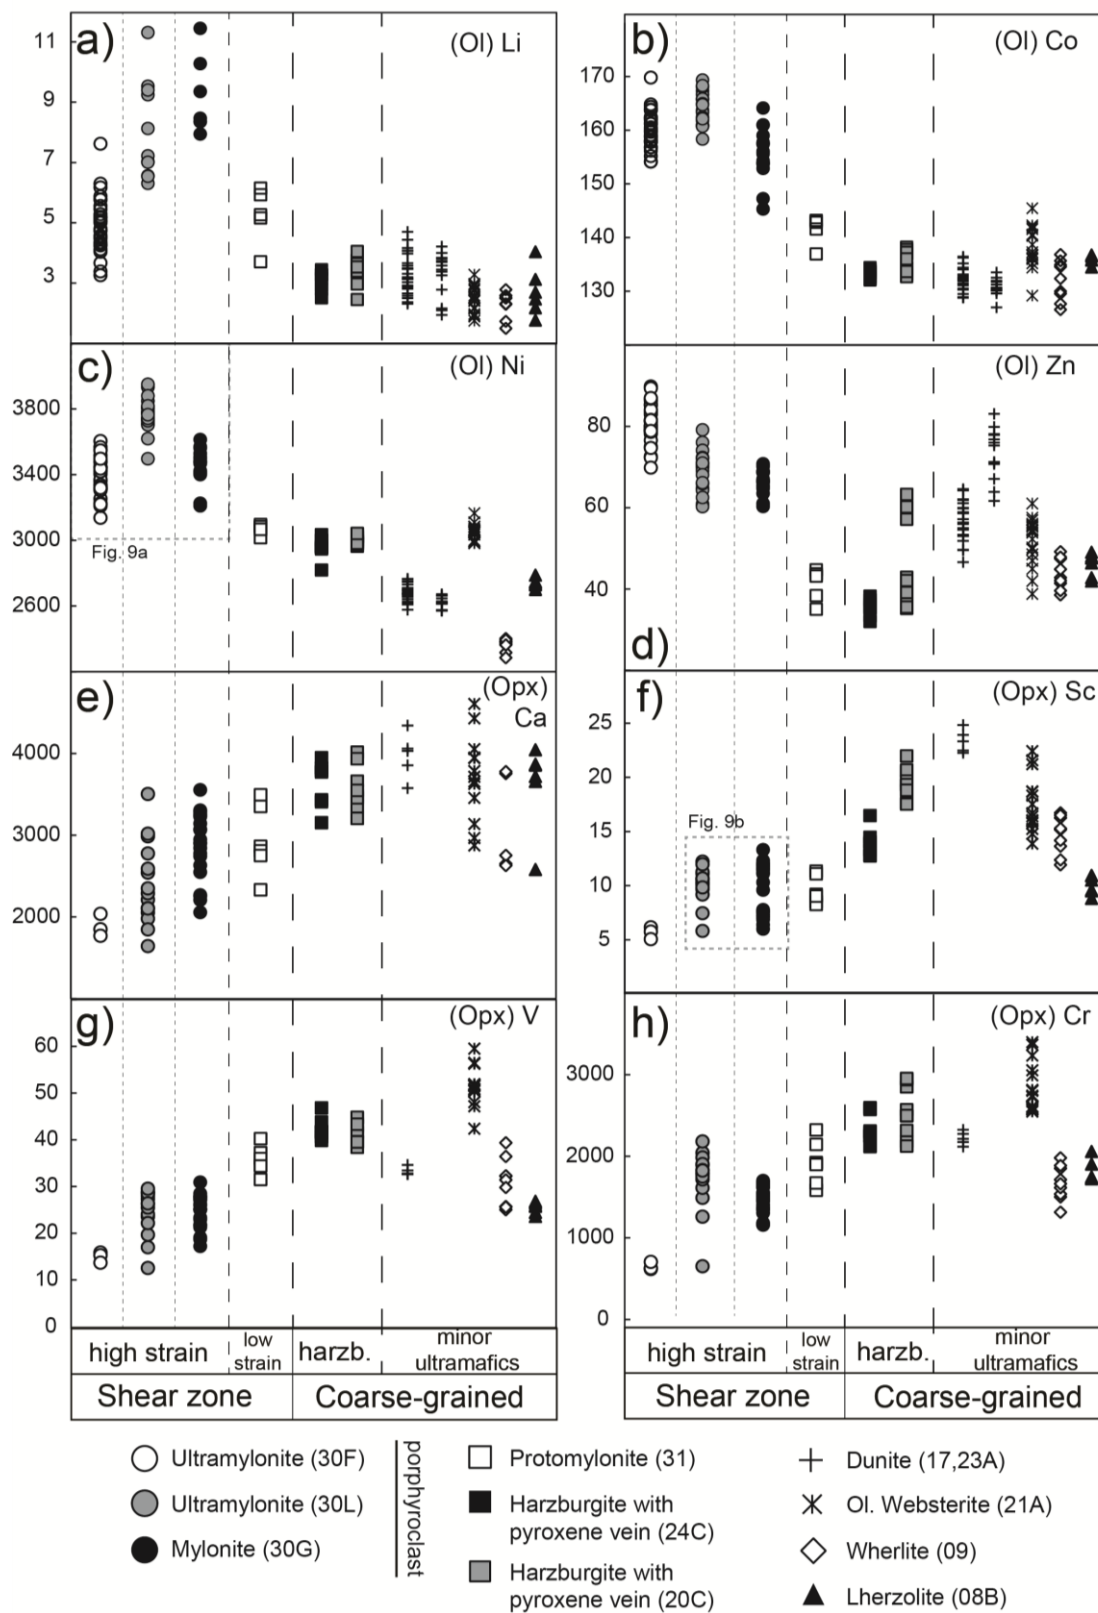 a) (Ol) Li
11
9
7
5
3
b) (Ol) Co
170
160
150
140
130
c) (Ol) Ni
3800
3400
3000
2600
Fig. 9a
(Ol) Zn
80
60
40
d)
e) (Opx)
Ca
4000
3000
2000
f) (Opx) Sc
25
20
15
10
5
Fig. 9b
g) (Opx) V
60
50
40
30
20
10
0
h) (Opx) Cr
3000
2000
1000
0
high strain
low
strain
harzb.
minor
ultramafics
Shear zone
Coarse-grained
high strain
low
strain
harzb.
minor
ultramafics
Shear zone
Coarse-grained
Ultramylonite (30F)
Ultramylonite (30L)
Mylonite (30G)
porphyroclast
Protomylonite (31)
Harzburgite with
pyroxene vein (24C)
Harzburgite with
pyroxene vein (20C)
Dunite (17,23A)
Ol. Websterite (21A)
Wherlite (09)
Lherzolite (08B)